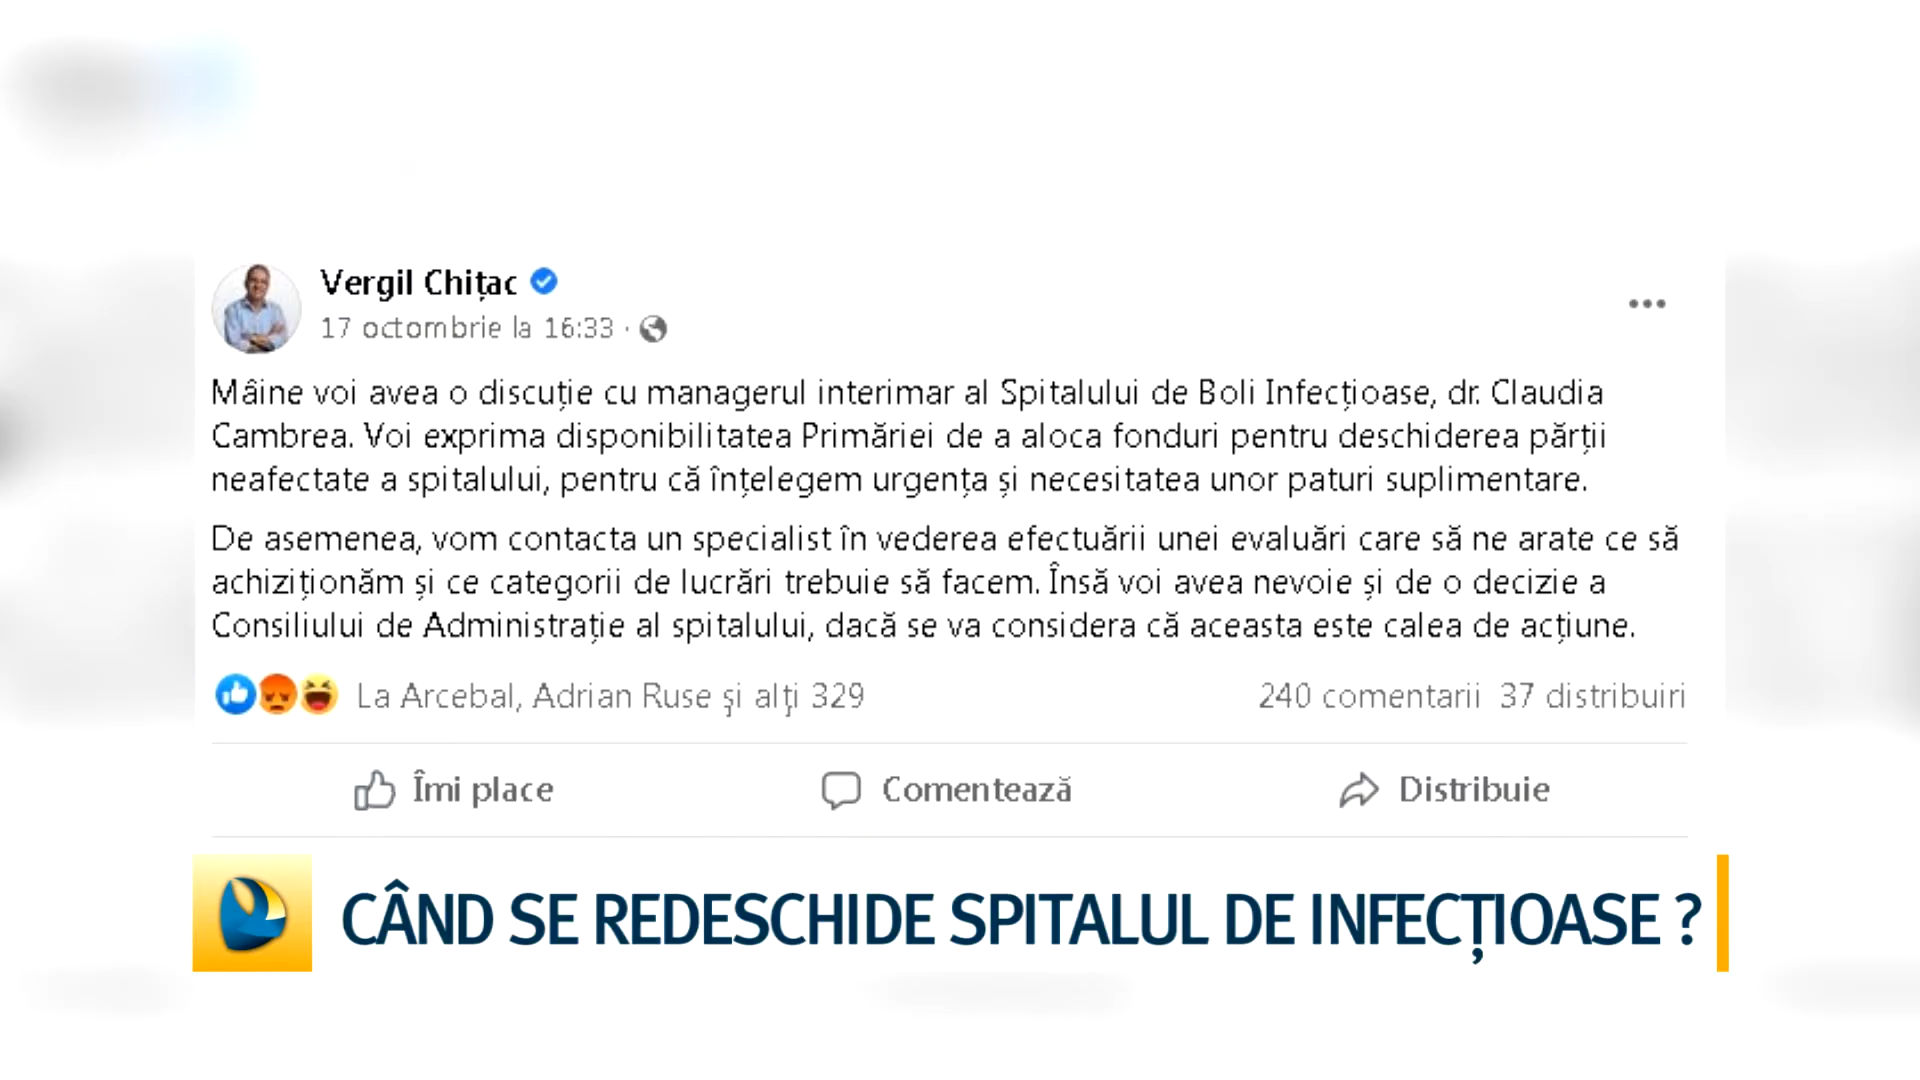 Vergil Chițac
17 octombrie la 16:33 ·
Mâine voi avea o discuție cu managerul interimar al Spitalului de Boli Infecțioase, dr. Claudia
Cambrea. Voi exprima disponibilitatea Primăriei de a aloca fonduri pentru deschiderea părții
neafectate a spitalului, pentru că înțelegem urgența și necesitatea unor paturi suplimentare.
De asemenea, vom contacta un specialist în vederea efectuării unei evaluări care să ne arate ce să
achiziționăm și ce categorii de lucrări trebuie să facem. Însă voi avea nevoie și de o decizie a
Consiliului de Administrație al spitalului, dacă se va considera că aceasta este calea de acțiune.
La Arcebal, Adrian Ruse şi alţi 329 240 comentarii 37 distribuiri
Îmi place Comentează Distribuie
CÂND SE REDESCHIDE SPITALUL DE INFECȚIOASE ?